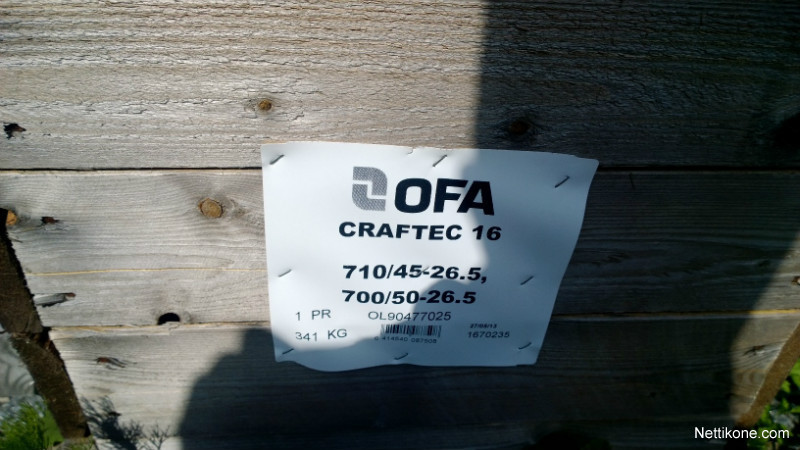 OFA
CRAFTEC 16
710/45-26.5,
700/50-26.5
1 PR OL90477025
341 KG 1670235
Nettikone.com